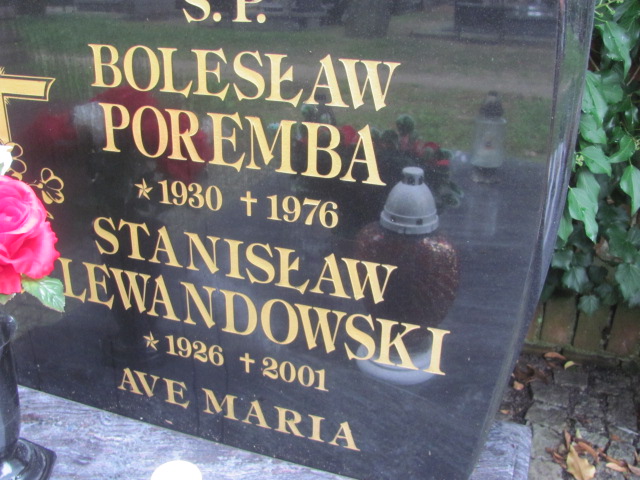 Ś.P.
BOLESŁAW
POREMBA
★1930 ✝1976
STANISŁAW
LEWANDOWSKI
★1926 ✝2001
AVE MARIA